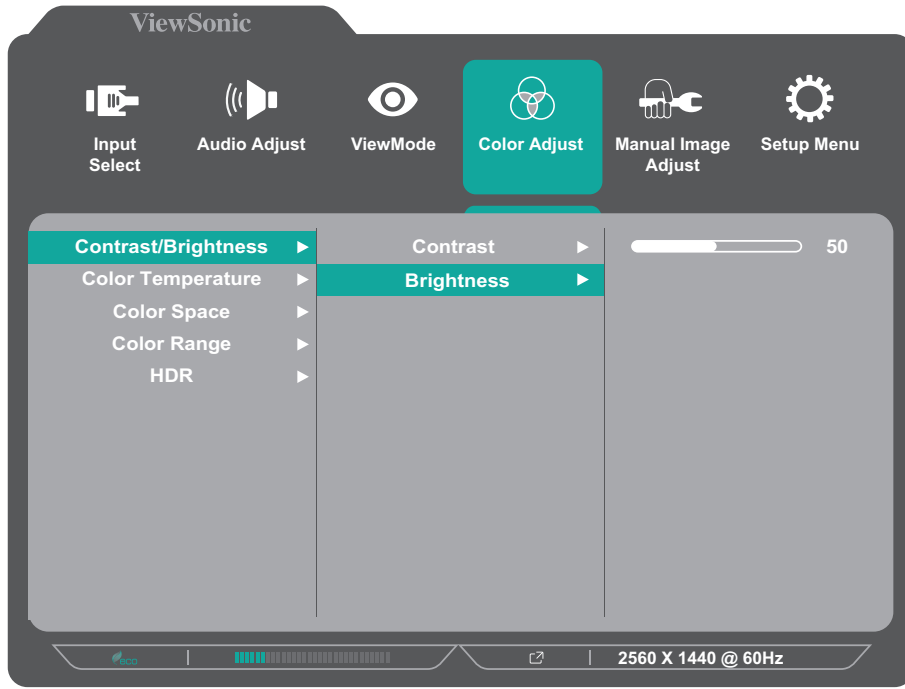 ViewSonic
Input Select
Audio Adjust
ViewMode
Color Adjust
Manual Image Adjust
Setup Menu
Contrast/Brightness
Contrast
50
Color Temperature
Brightness
Color Space
Color Range
HDR
eco
2560 X 1440 @ 60Hz